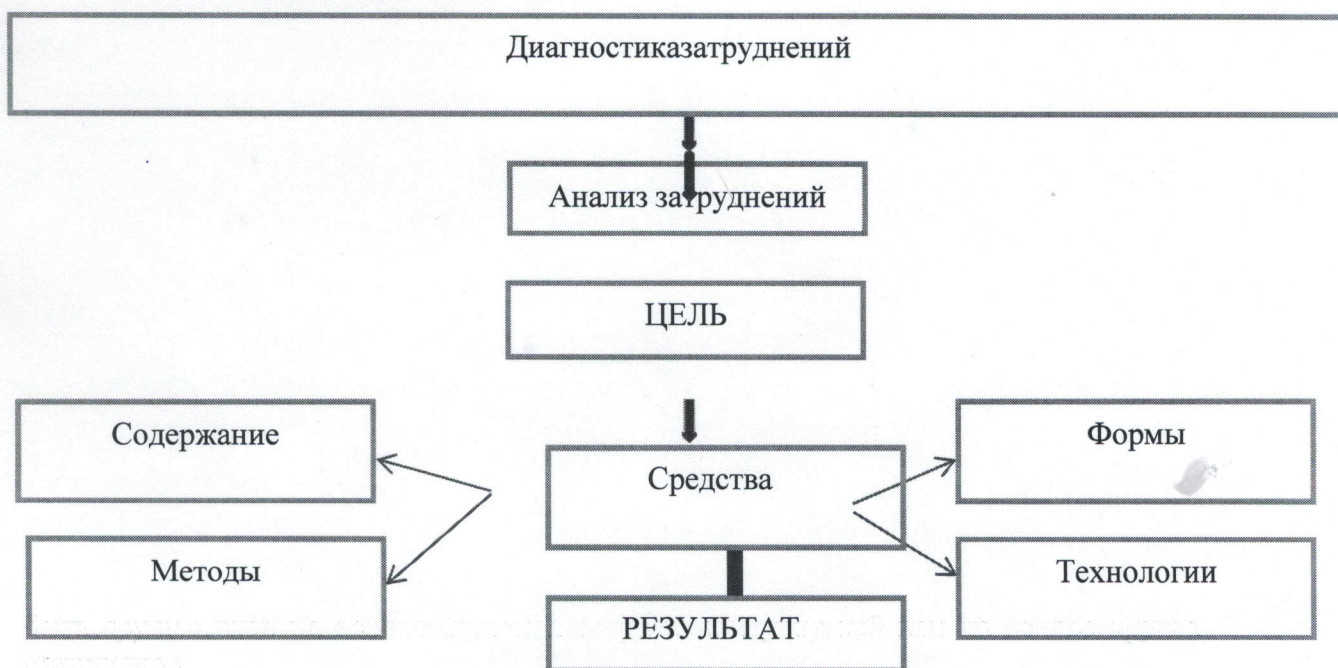 Диагностиказатруднений
Анализ затруднений
ЦЕЛЬ
Содержание
Средства
Формы
Методы
Технологии
РЕЗУЛЬТАТ